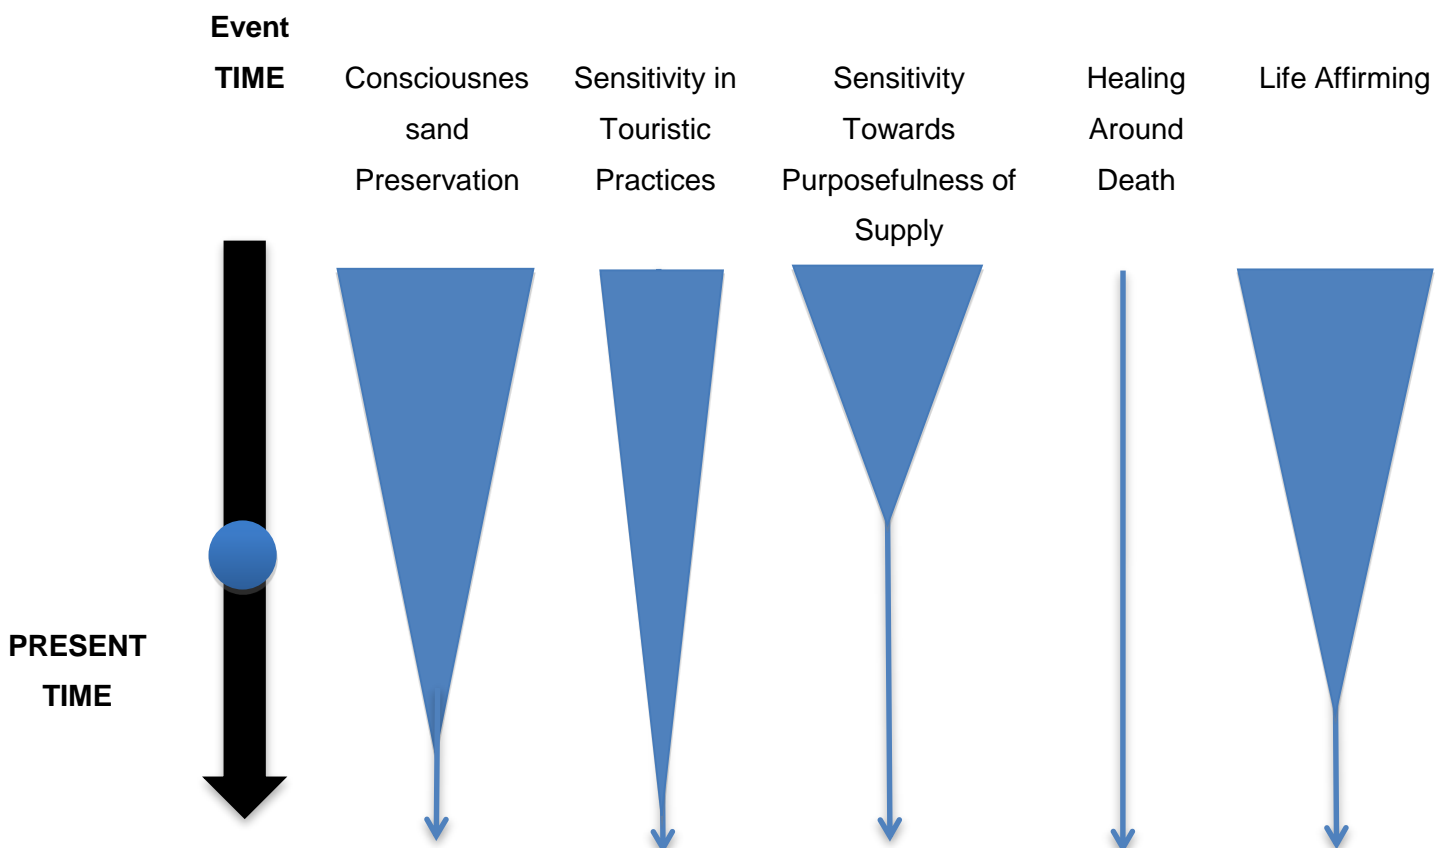 Event
TIME
Consciousnes
sand
Preservation
Sensitivity in
Touristic
Practices
Sensitivity
Towards
Purposefulness of
Supply
Healing
Around
Death
Life Affirming
PRESENT
TIME